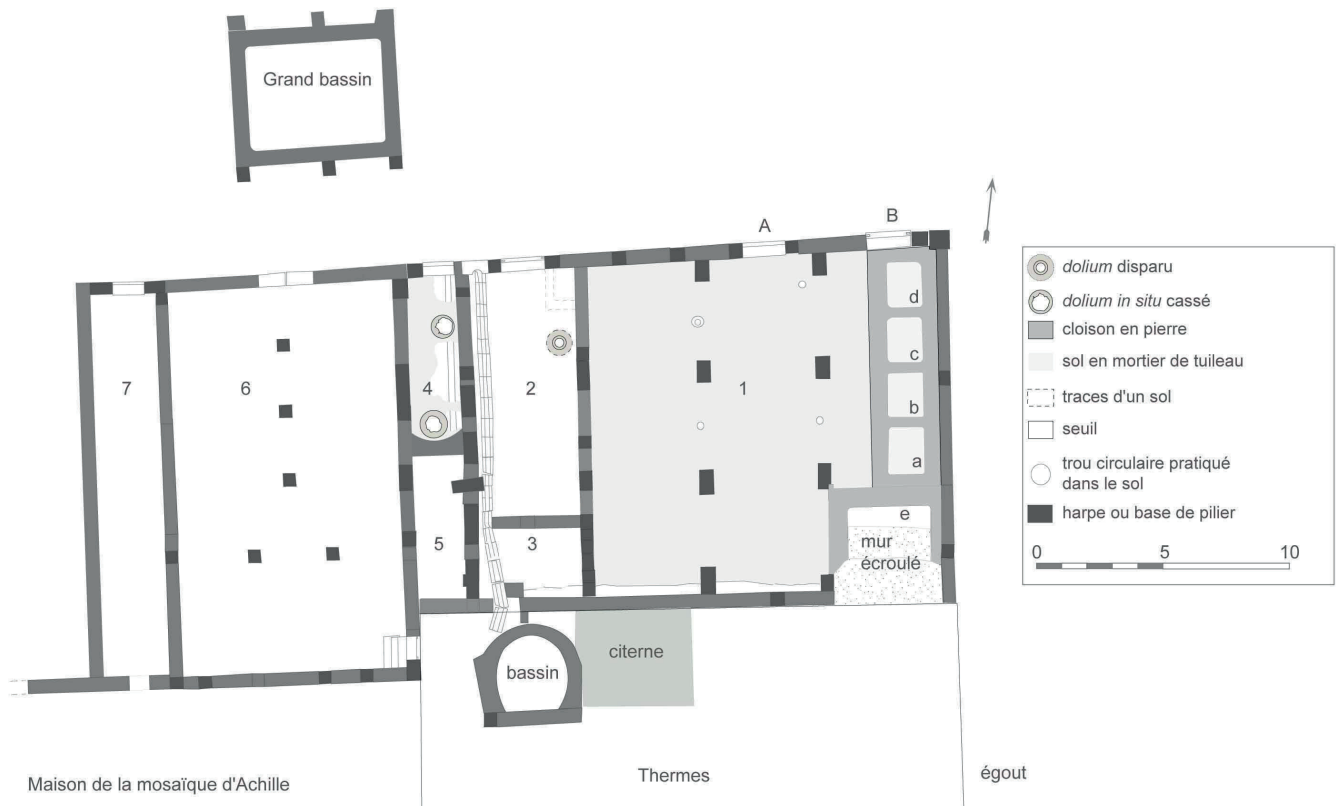 Grand bassin
A
B
d
c
b
a
e
mur
écroulé
7
6
4
2
1
5
3
bassin
citerne
Maison de la mosaïque d'Achille
Thermes
égout
dolium disparu
dolium in situ cassé
cloison en pierre
sol en mortier de tuileau
traces d'un sol
seuil
trou circulaire pratiqué
dans le sol
harpe ou base de pilier
0 5 10